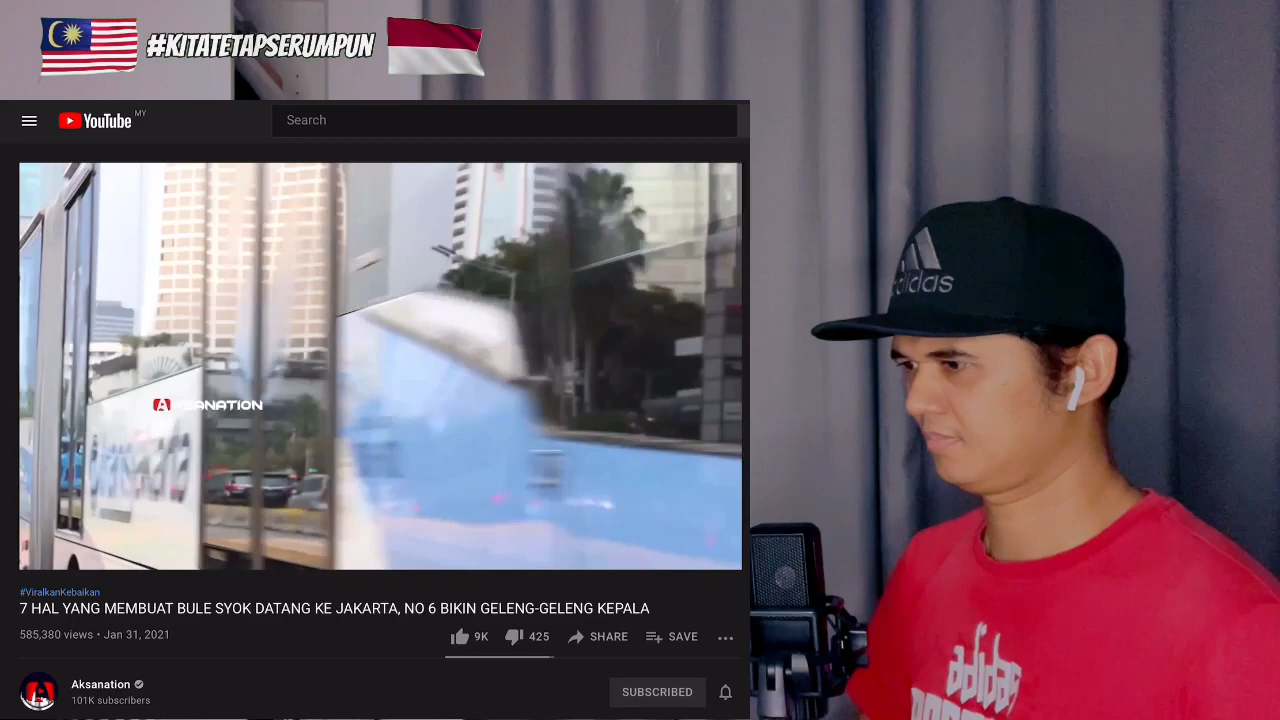 #KITATETAPSERUMPUN
YouTube MY
Search
AKSANATION
#ViralkanKebaikan
7 HAL YANG MEMBUAT BULE SYOK DATANG KE JAKARTA, NO 6 BIKIN GELENG-GELENG KEPALA
585,380 views • Jan 31, 2021
9K
425
SHARE
SAVE
Aksanation
101K subscribers
SUBSCRIBED
adidas
adidas